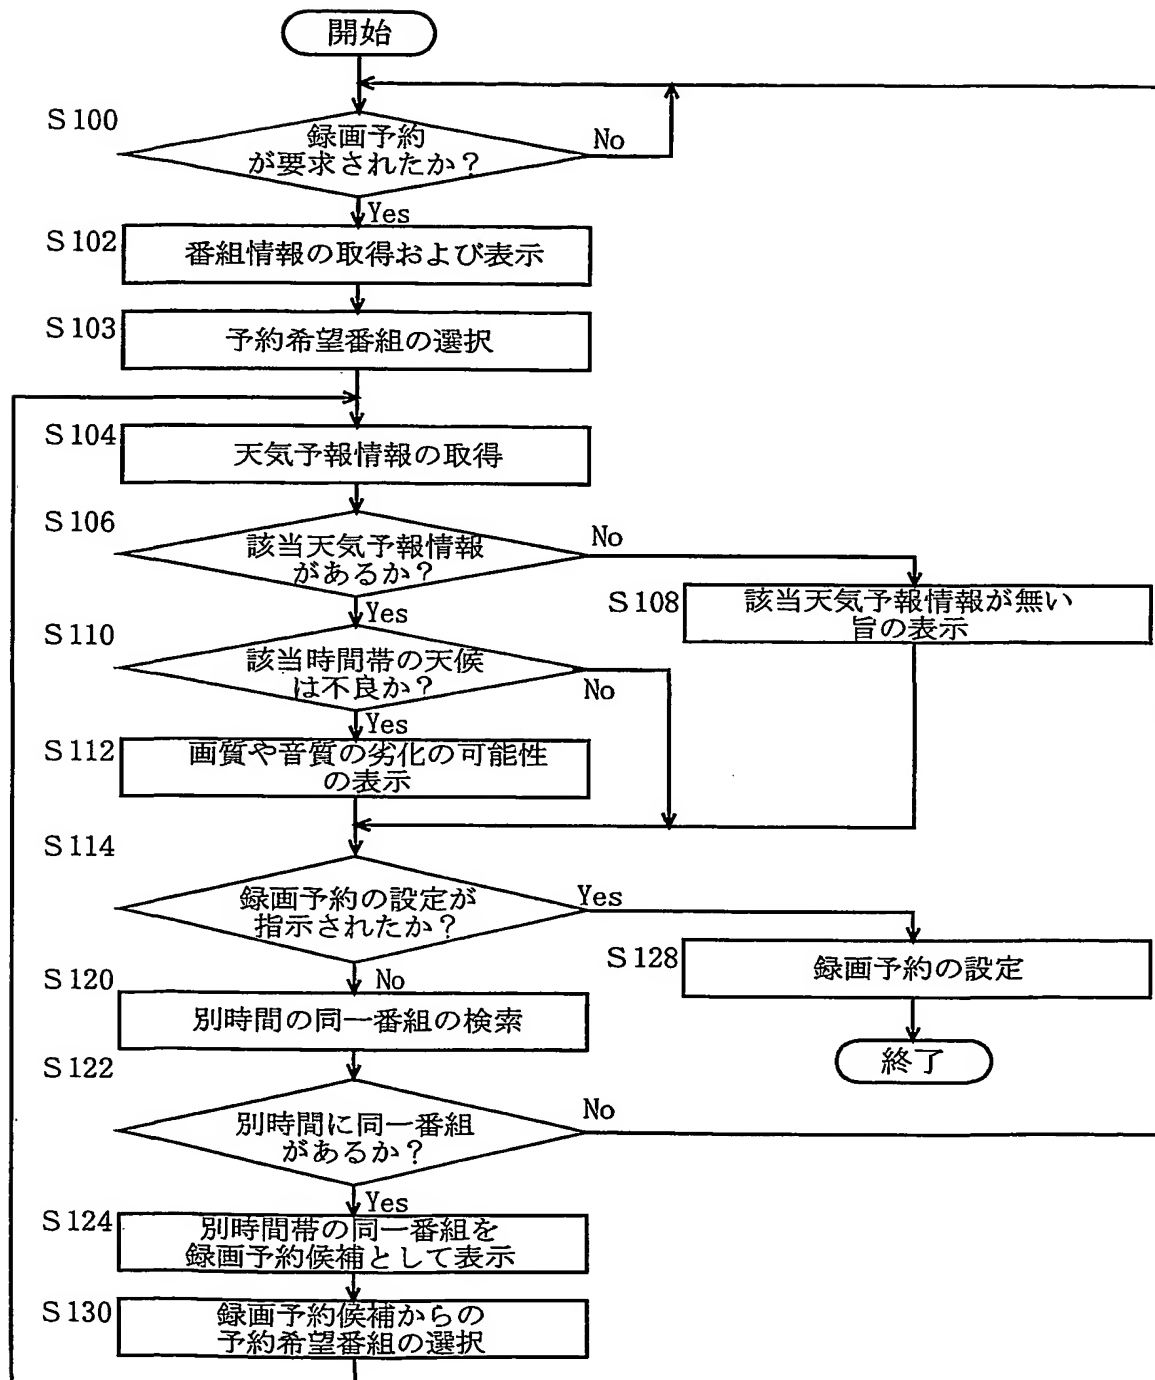 開始
S100
録画予約
が要求されたか?
No
Yes
S102
番組情報の取得および表示
S103
予約希望番組の選択
S104
天気予報情報の取得
S106
該当天気予報情報
があるか?
No
Yes
S108
該当天気予報情報が無い
旨の表示
S110
該当時間帯の天候
は不良か?
No
Yes
S112
画質や音質の劣化の可能性
の表示
S114
録画予約の設定が
指示されたか?
Yes
No
S128
録画予約の設定
終了
S120
別時間の同一番組の検索
S122
別時間に同一番組
があるか?
No
Yes
S124
別時間帯の同一番組を
録画予約候補として表示
S130
録画予約候補からの
予約希望番組の選択